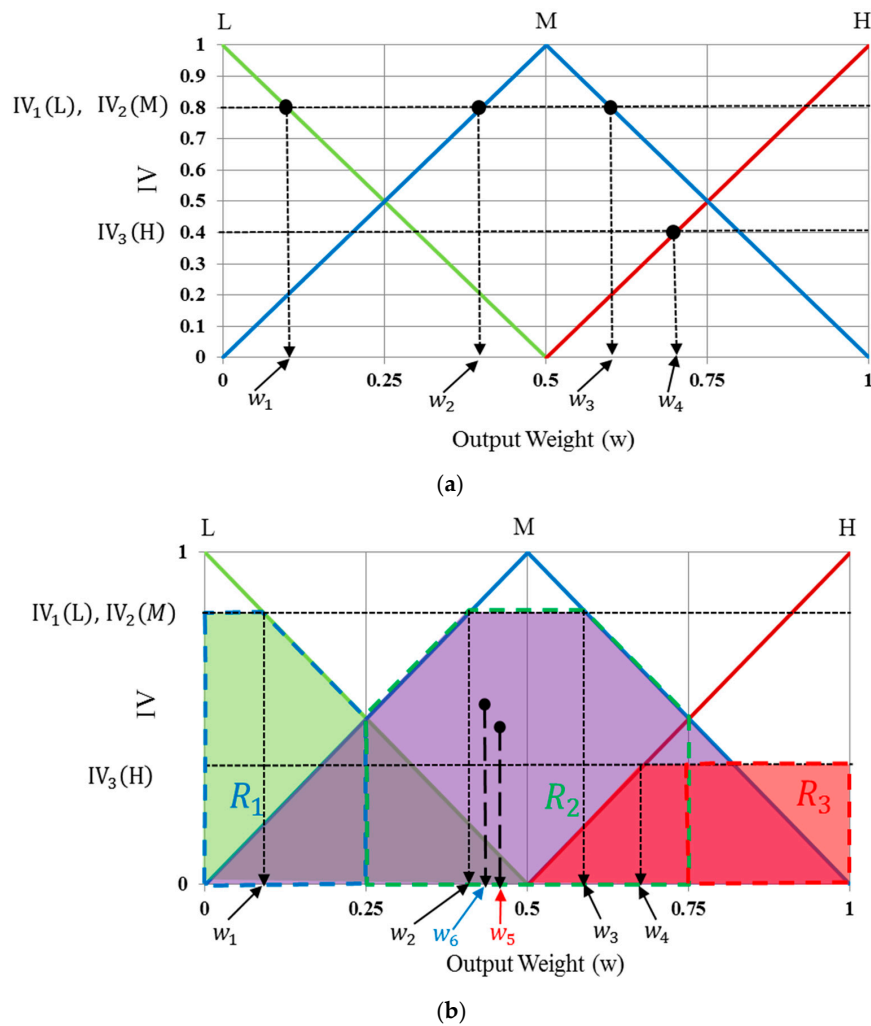 L M H
1
0.9
IV₁(L), IV₂(M) 0.8
0.7
0.6
IV
0.5
IV₃(H) 0.4
0.3
0.2
0.1
0
0 0.25 0.5 0.75 1
w₁ w₂ w₃ w₄
Output Weight (w)
(a)
L M H
1
IV₁(L), IV₂(M)
IV
IV₃(H)
R₁ R₂ R₃
0
0 0.25 0.5 0.75 1
w₁ w₂ w₆ w₅ w₃ w₄
Output Weight (w)
(b)